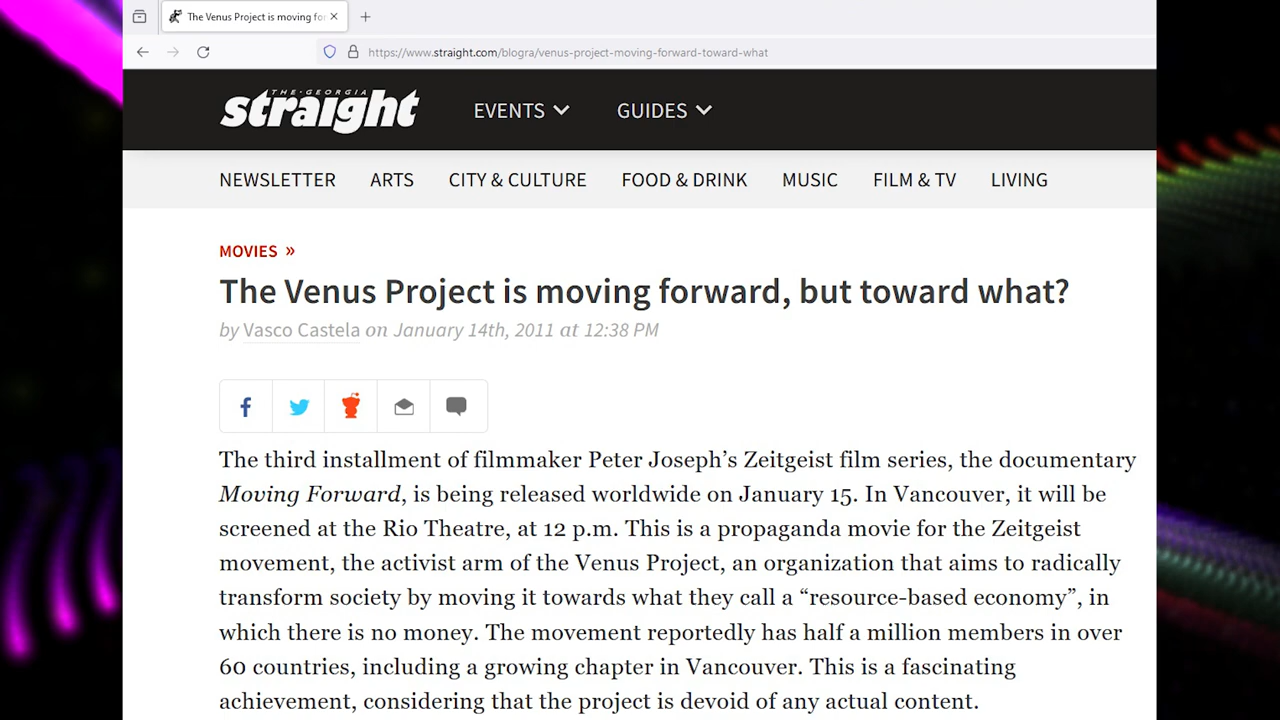 The Venus Project is moving for
https://www.straight.com/blogra/venus-project-moving-forward-toward-what
THE GEORGIA
straight
EVENTS
GUIDES
NEWSLETTER ARTS CITY & CULTURE FOOD & DRINK MUSIC FILM & TV LIVING
MOVIES »
The Venus Project is moving forward, but toward what?
by Vasco Castela on January 14th, 2011 at 12:38 PM
The third installment of filmmaker Peter Joseph’s Zeitgeist film series, the documentary
Moving Forward, is being released worldwide on January 15. In Vancouver, it will be
screened at the Rio Theatre, at 12 p.m. This is a propaganda movie for the Zeitgeist
movement, the activist arm of the Venus Project, an organization that aims to radically
transform society by moving it towards what they call a “resource-based economy”, in
which there is no money. The movement reportedly has half a million members in over
60 countries, including a growing chapter in Vancouver. This is a fascinating
achievement, considering that the project is devoid of any actual content.